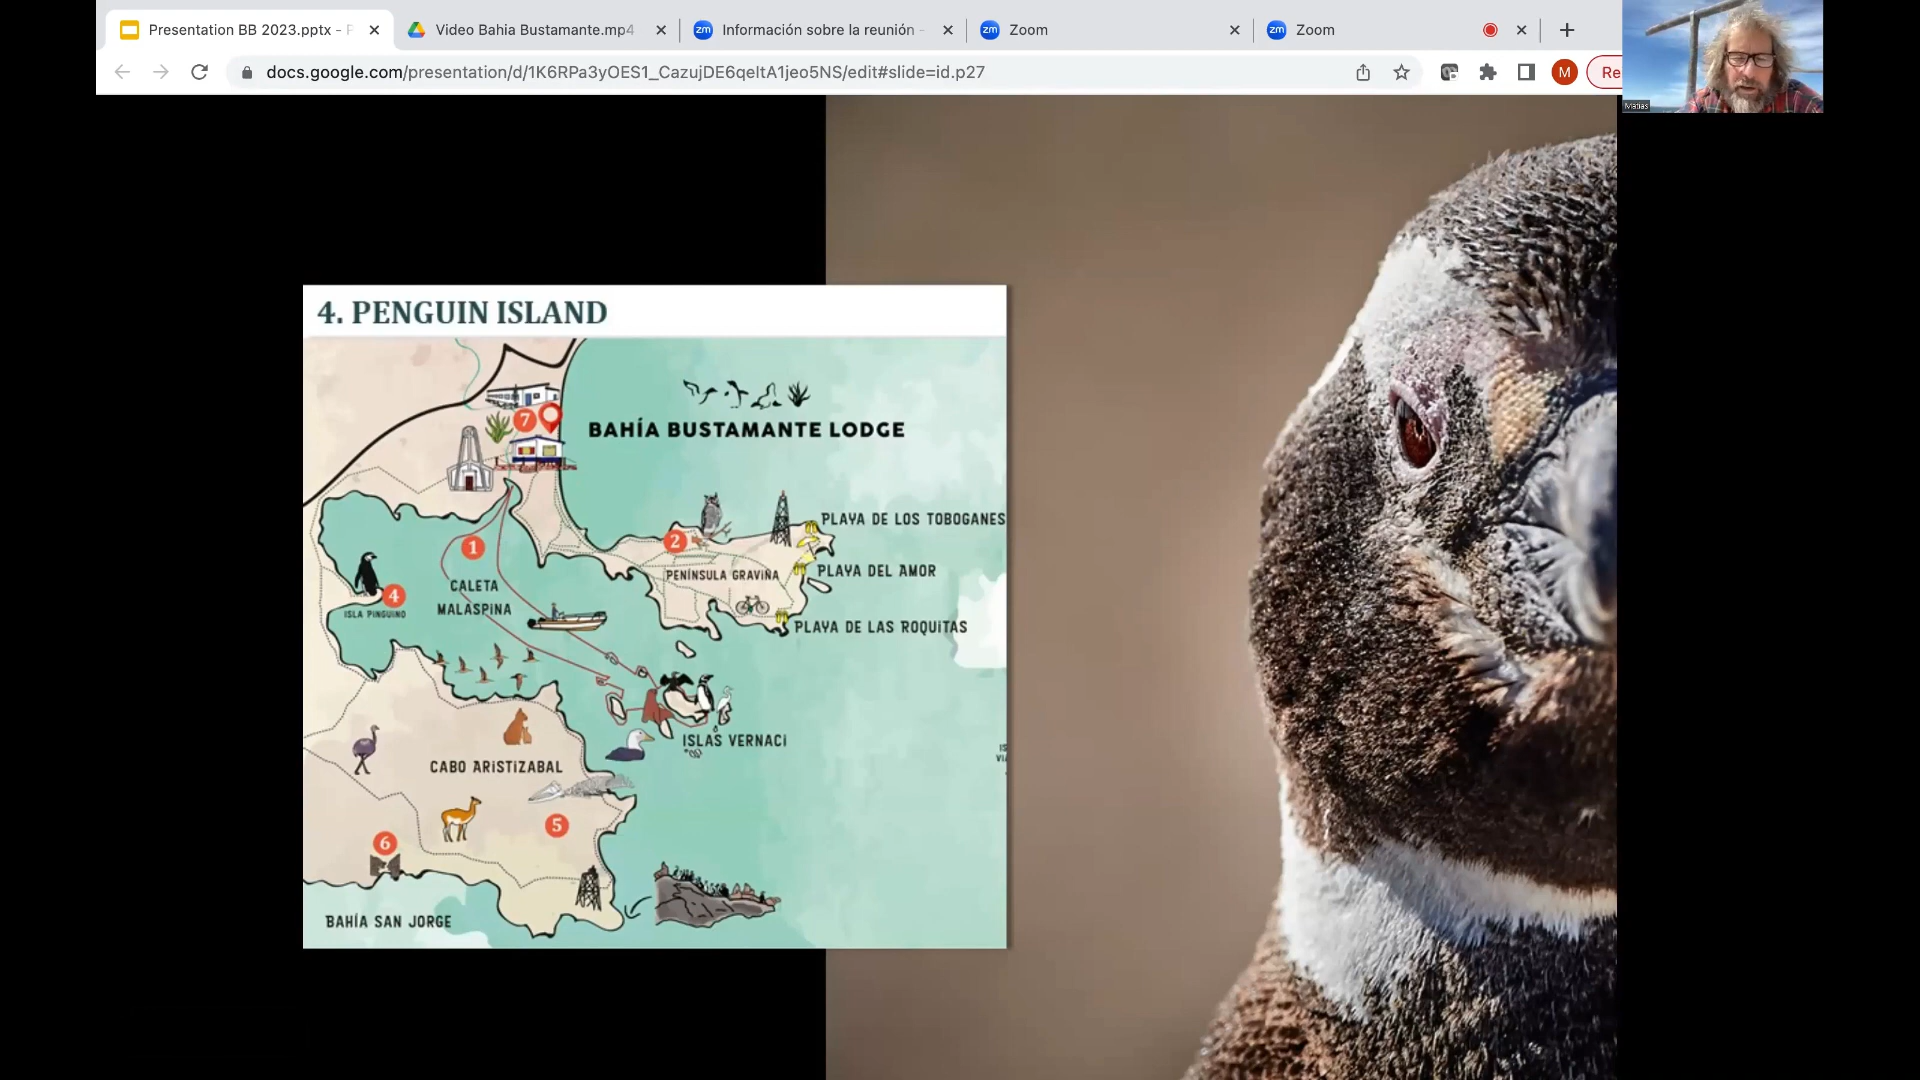 Presentation BB 2023.pptx -
Video Bahia Bustamante.mp4
Información sobre la reunión -
Zoom
Zoom
docs.google.com/presentation/d/1K6RPa3yOES1_CazujDE6qeltA1jeo5NS/edit#slide=id.p27
M
Re
Matias
4. PENGUIN ISLAND
7
BAHÍA BUSTAMANTE LODGE
PLAYA DE LOS TOBOGANES
2
1
PENÍNSULA GRAVIÑA
PLAYA DEL AMOR
CALETA
MALASPINA
4
ISLA PINGUINO
PLAYA DE LAS ROQUITAS
ISLAS VERNACI
CABO ARISTIZABAL
5
6
BAHÍA SAN JORGE